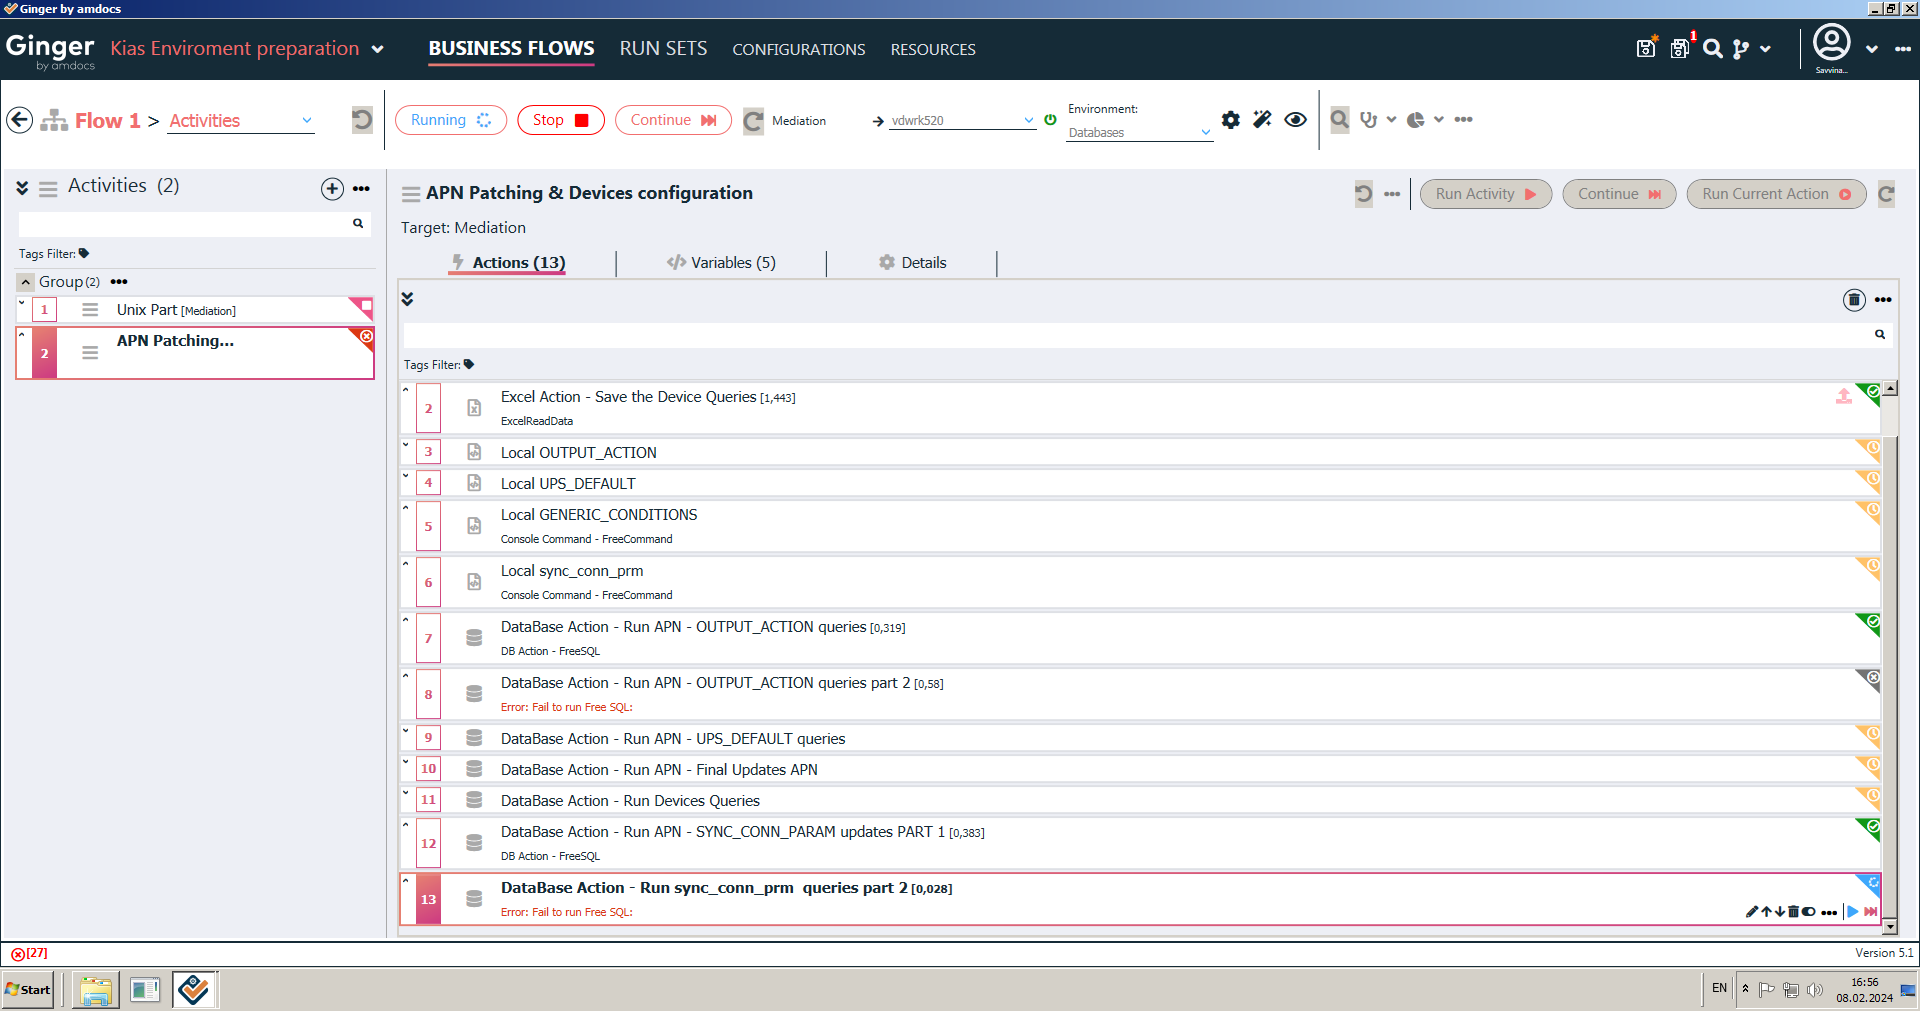 Ginger by amdocs
Ginger
by amdocs
Kias Enviroment preparation
BUSINESS FLOWS
RUN SETS
CONFIGURATIONS
RESOURCES
1
Savvina...
Flow 1 > Activities
Running
Stop
Continue
Mediation
vdwrk520
Environment:
Databases
Activities (2)
Tags Filter:
Group(2)
1 Unix Part [Mediation]
2 APN Patching...
APN Patching & Devices configuration
Run Activity
Continue
Run Current Action
Target: Mediation
Actions (13)
Variables (5)
Details
Tags Filter:
2 Excel Action - Save the Device Queries [1,443]
ExcelReadData
3 Local OUTPUT_ACTION
4 Local UPS_DEFAULT
5 Local GENERIC_CONDITIONS
Console Command - FreeCommand
6 Local sync_conn_prm
Console Command - FreeCommand
7 DataBase Action - Run APN - OUTPUT_ACTION queries [0,319]
DB Action - FreeSQL
8 DataBase Action - Run APN - OUTPUT_ACTION queries part 2 [0,58]
Error: Fail to run Free SQL:
9 DataBase Action - Run APN - UPS_DEFAULT queries
10 DataBase Action - Run APN - Final Updates APN
11 DataBase Action - Run Devices Queries
12 DataBase Action - Run APN - SYNC_CONN_PARAM updates PART 1 [0,383]
DB Action - FreeSQL
13 DataBase Action - Run sync_conn_prm  queries part 2 [0,028]
Error: Fail to run Free SQL:
[27]
Version 5.1
Start
EN
16:56
08.02.2024